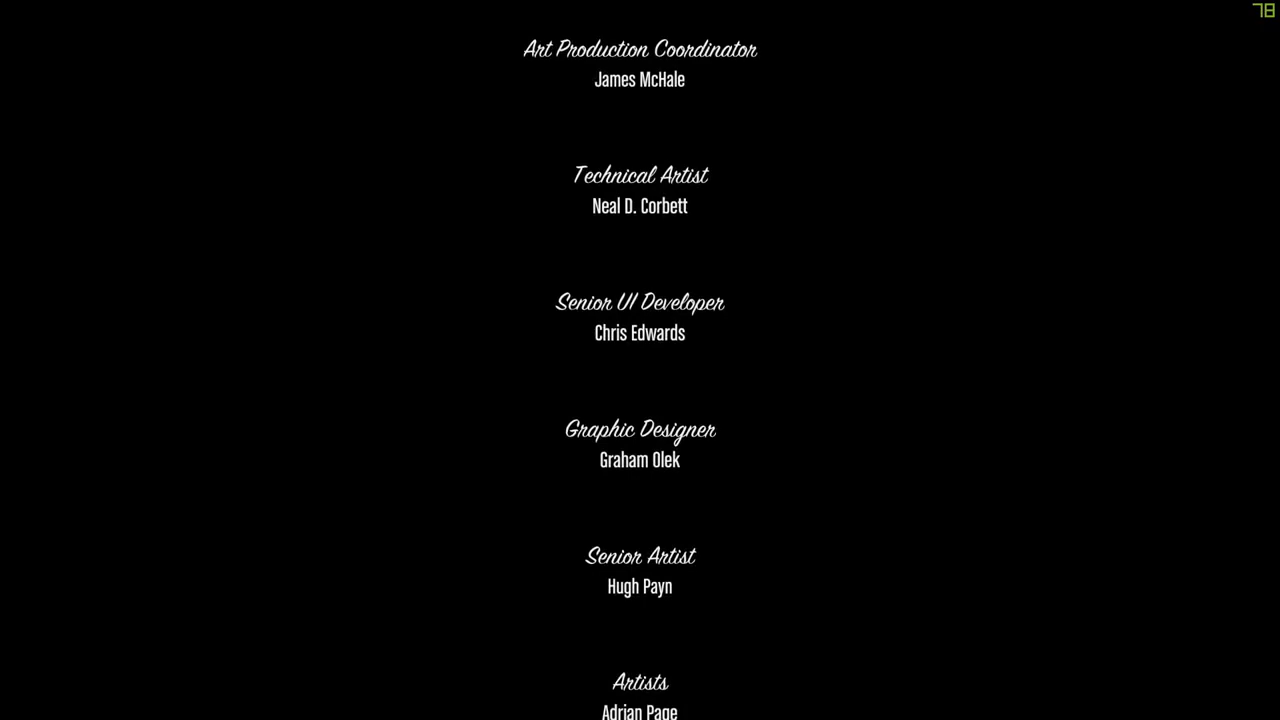 78
Art Production Coordinator
James McHale
Technical Artist
Neal D. Corbett
Senior UI Developer
Chris Edwards
Graphic Designer
Graham Olek
Senior Artist
Hugh Payn
Artists
Adrian Page